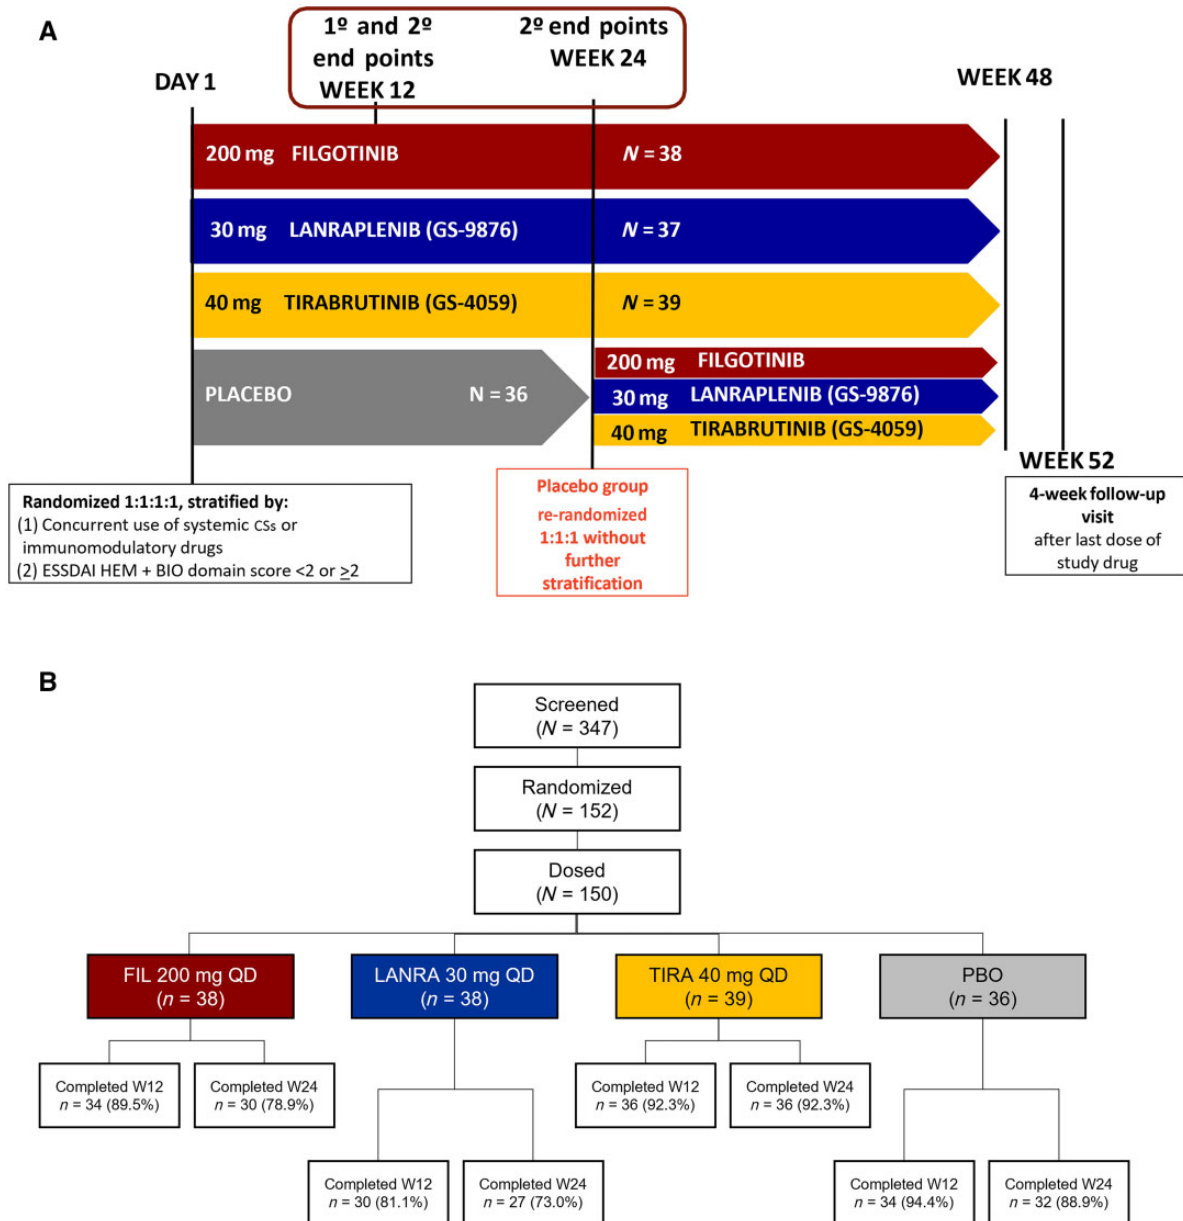 A
1º and 2º
end points
WEEK 12
2º end points
WEEK 24
DAY 1
WEEK 48
200 mg FILGOTINIB N = 38
30 mg LANRAPLENIB (GS-9876) N = 37
40 mg TIRABRUTINIB (GS-4059) N = 39
PLACEBO N = 36
200 mg FILGOTINIB
30 mg LANRAPLENIB (GS-9876)
40 mg TIRABRUTINIB (GS-4059)
WEEK 52
Randomized 1:1:1:1, stratified by:
(1) Concurrent use of systemic CSs or
immunomodulatory drugs
(2) ESSDAI HEM + BIO domain score <2 or ≥2
Placebo group
re-randomized
1:1:1 without
further
stratification
4-week follow-up
visit
after last dose of
study drug
B
Screened
(N = 347)
Randomized
(N = 152)
Dosed
(N = 150)
FIL 200 mg QD
(n = 38)
LANRA 30 mg QD
(n = 38)
TIRA 40 mg QD
(n = 39)
PBO
(n = 36)
Completed W12
n = 34 (89.5%)
Completed W24
n = 30 (78.9%)
Completed W12
n = 36 (92.3%)
Completed W24
n = 36 (92.3%)
Completed W12
n = 30 (81.1%)
Completed W24
n = 27 (73.0%)
Completed W12
n = 34 (94.4%)
Completed W24
n = 32 (88.9%)